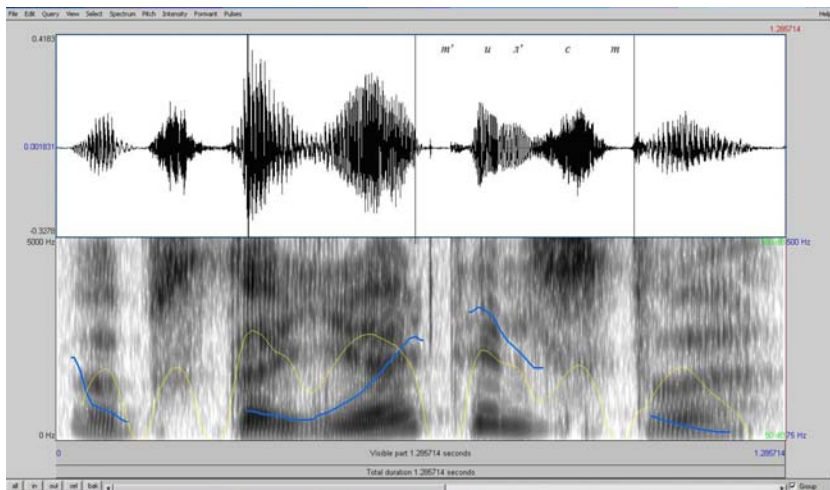 File Edit Query View Select Spectrum Pitch Intensity Formant Pulses Help
1.285714
0.4183
т' и л' с т
0.001831
-0.3278
5000 Hz
500 Hz
0 Hz
75 Hz
0 Visible part 1.285714 seconds 1.285714
Total duration 1.285714 seconds
all in out sel bak Group